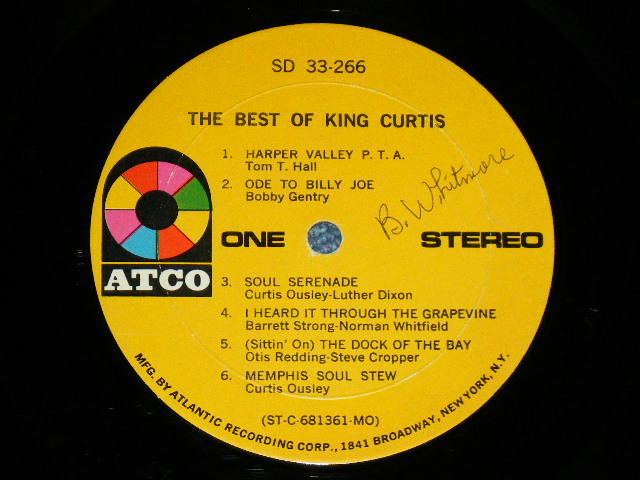 SD 33-266
THE BEST OF KING CURTIS
1. HARPER VALLEY P. T. A.
Tom T. Hall
2. ODE TO BILLY JOE
Bobby Gentry
B. Whitmore
ONE
STEREO
ATCO
3. SOUL SERENADE
Curtis Ousley-Luther Dixon
4. I HEARD IT THROUGH THE GRAPEVINE
Barrett Strong-Norman Whitfield
5. (Sittin' On) THE DOCK OF THE BAY
Otis Redding-Steve Cropper
6. MEMPHIS SOUL STEW
Curtis Ousley
(ST-C-681361-MO)
MFG. BY ATLANTIC RECORDING CORP., 1841 BROADWAY, NEW YORK, N.Y.